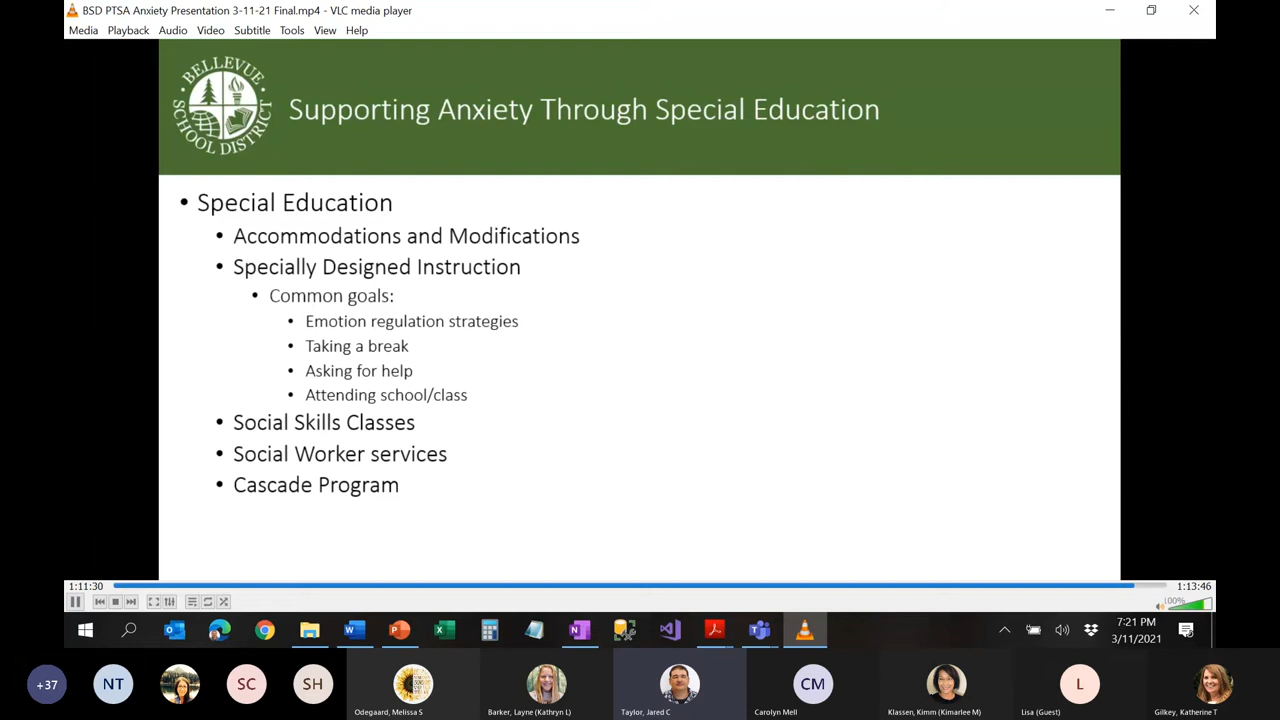 BSD PTSA Anxiety Presentation 3-11-21 Final.mp4 - VLC media player
Media Playback Audio Video Subtitle Tools View Help
BELLEVUE SCHOOL DISTRICT
Supporting Anxiety Through Special Education
• Special Education
• Accommodations and Modifications
• Specially Designed Instruction
• Common goals:
• Emotion regulation strategies
• Taking a break
• Asking for help
• Attending school/class
• Social Skills Classes
• Social Worker services
• Cascade Program
1:11:30
1:13:46
100%
7:21 PM
3/11/2021
+37
NT
SC
SH
CM
L
Odegaard, Melissa S
Barker, Layne (Kathryn L)
Taylor, Jared C
Carolyn Mell
Klassen, Kimm (Kimarlee M)
Lisa (Guest)
Gilkey, Katherine T